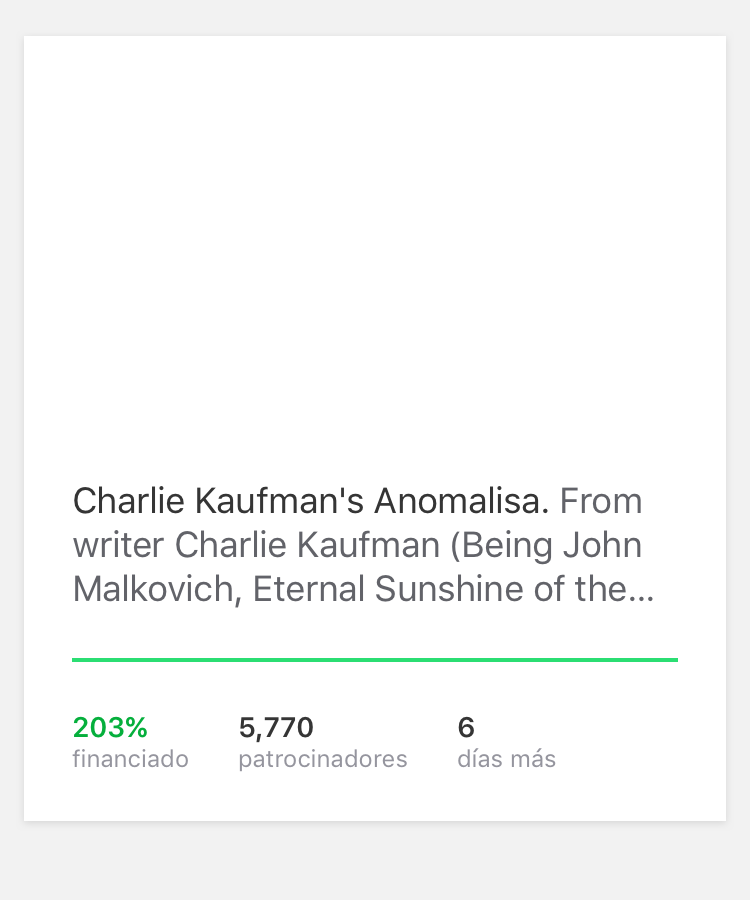 Charlie Kaufman's Anomalisa. From
writer Charlie Kaufman (Being John
Malkovich, Eternal Sunshine of the...
203% 5,770 6
financiado patrocinadores días más